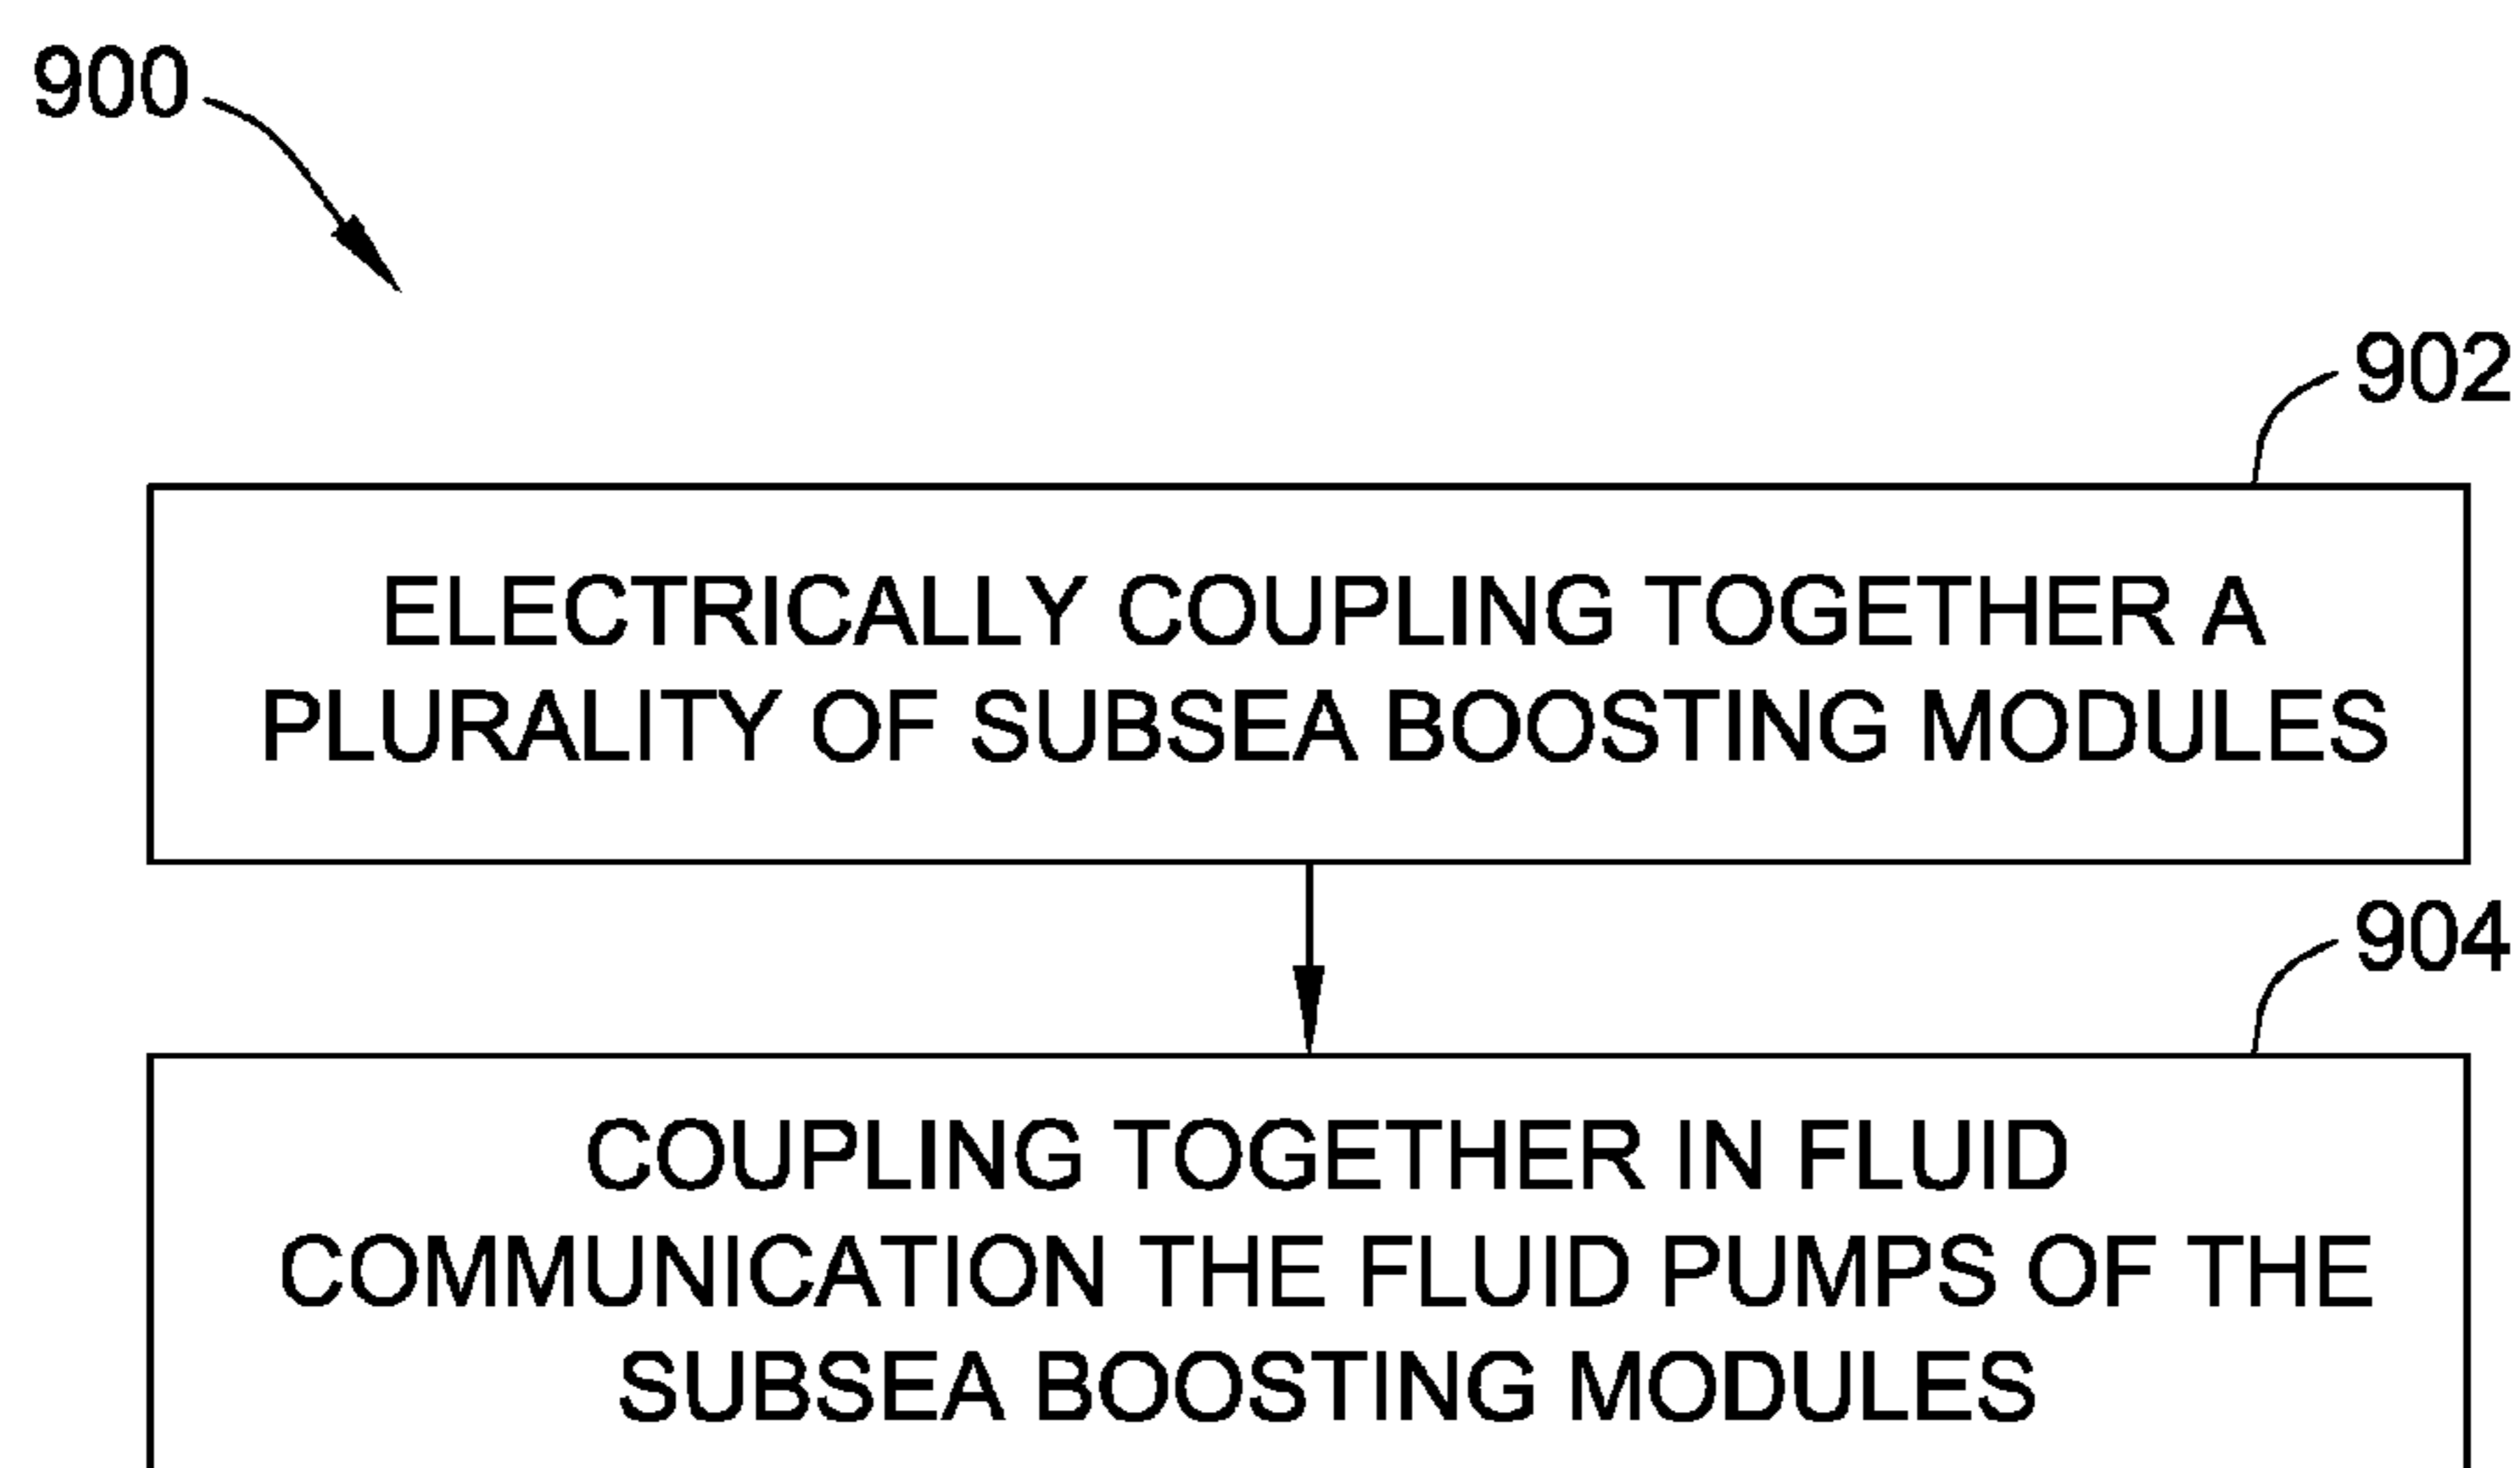 900
902
ELECTRICALLY COUPLING TOGETHER A
PLURALITY OF SUBSEA BOOSTING MODULES
904
COUPLING TOGETHER IN FLUID
COMMUNICATION THE FLUID PUMPS OF THE
SUBSEA BOOSTING MODULES